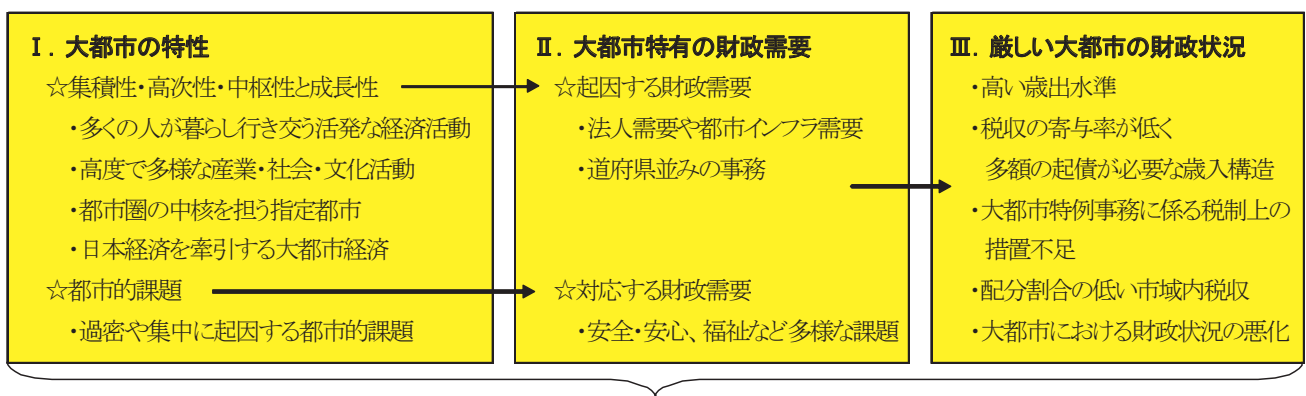 Ⅰ. 大都市の特性
☆集積性・高次性・中枢性と成長性
・多くの人が暮らし行き交う活発な経済活動
・高度で多様な産業・社会・文化活動
・都市圏の中核を担う指定都市
・日本経済を牽引する大都市経済
☆都市的課題
・過密や集中に起因する都市的課題
Ⅱ. 大都市特有の財政需要
☆起因する財政需要
・法人需要や都市インフラ需要
・道府県並みの事務
☆対応する財政需要
・安全・安心、福祉など多様な課題
Ⅲ. 厳しい大都市の財政状況
・高い歳出水準
・税収の寄与率が低く
多額の起債が必要な歳入構造
・大都市特例事務に係る税制上の
措置不足
・配分割合の低い市域内税収
・大都市における財政状況の悪化